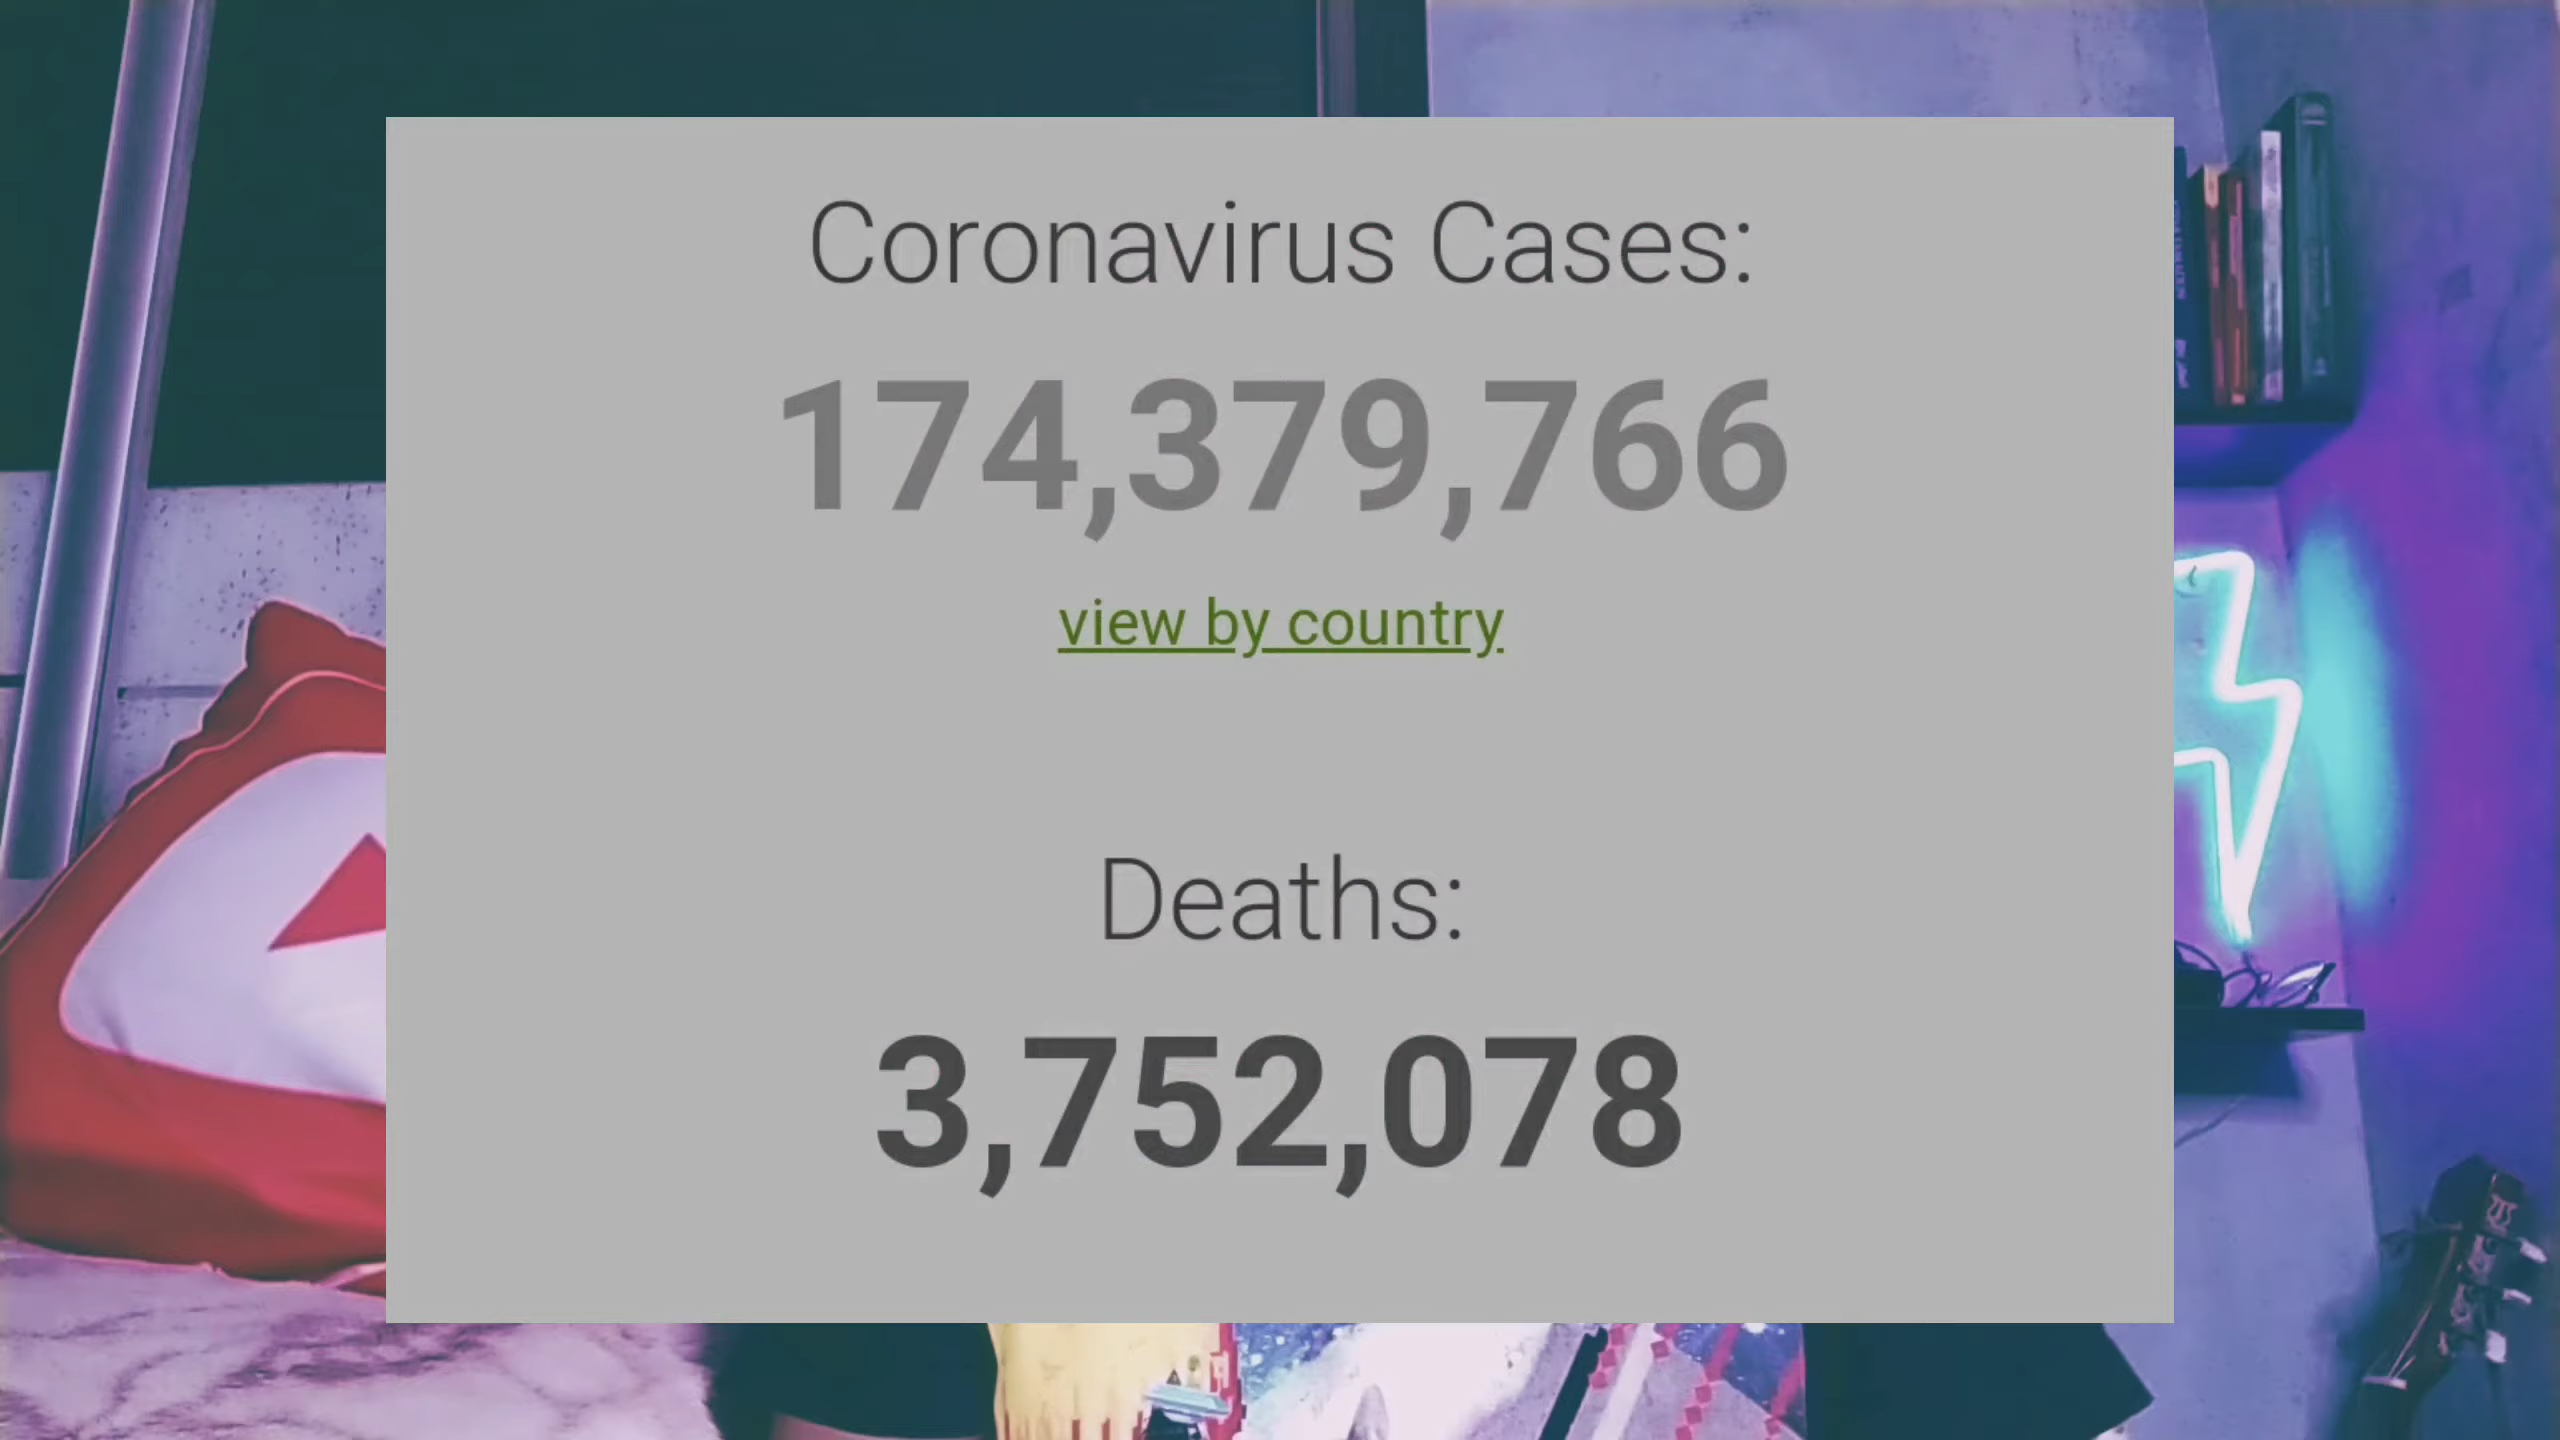 Coronavirus Cases:
174,379,766
view by country
Deaths:
3,752,078